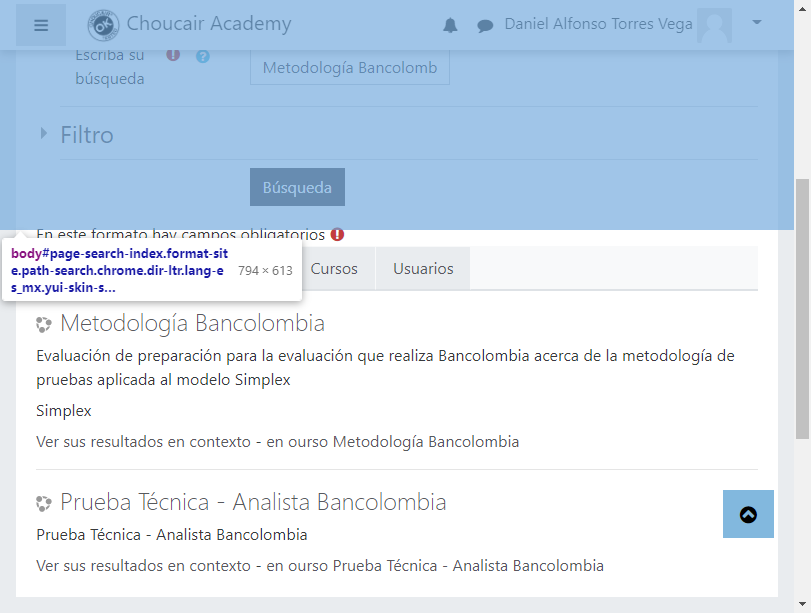 Choucair Academy
Daniel Alfonso Torres Vega
Escriba su
búsqueda
Metodología Bancolomb
Filtro
Búsqueda
En este formato hay campos obligatorios
body#page-search-index.format-sit
e.path-search.chrome.dir-ltr.lang-e
s_mx.yui-skin-s...
794 × 613
Cursos
Usuarios
Metodología Bancolombia
Evaluación de preparación para la evaluación que realiza Bancolombia acerca de la metodología de
pruebas aplicada al modelo Simplex
Simplex
Ver sus resultados en contexto - en ourso Metodología Bancolombia
Prueba Técnica - Analista Bancolombia
Prueba Técnica - Analista Bancolombia
Ver sus resultados en contexto - en ourso Prueba Técnica - Analista Bancolombia